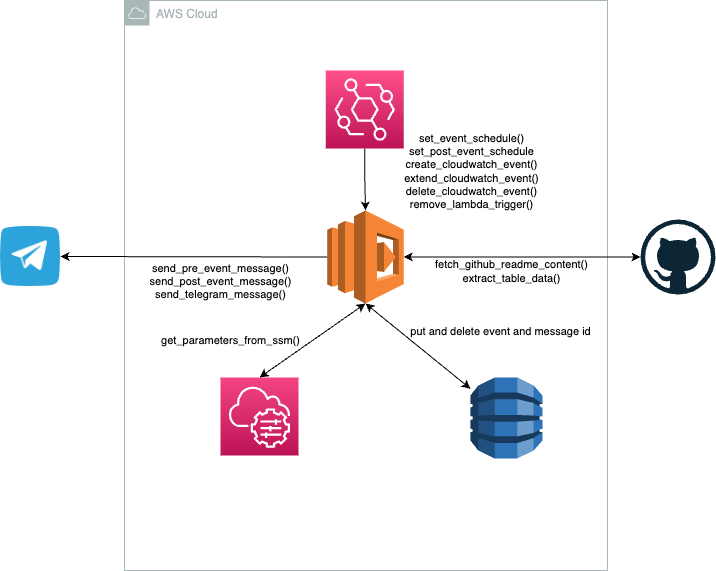 AWS Cloud
set_event_schedule()
set_post_event_schedule
create_cloudwatch_event()
extend_cloudwatch_event()
delete_cloudwatch_event()
remove_lambda_trigger()
send_pre_event_message()
send_post_event_message()
send_telegram_message()
fetch_github_readme_content()
extract_table_data()
get_parameters_from_ssm()
put and delete event and message id